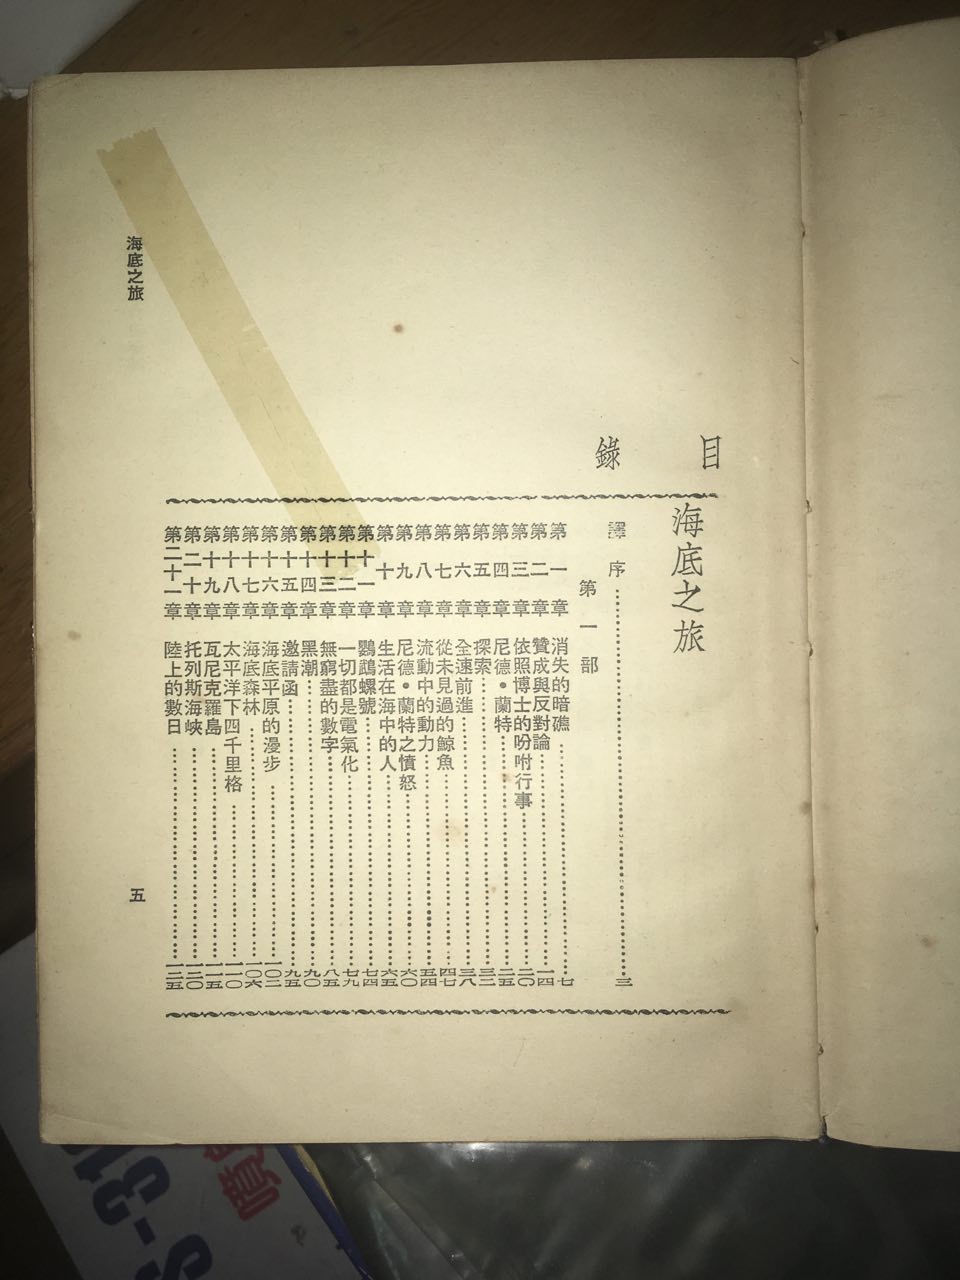 目錄
海底之旅
譯序……三
第一部
第一章 消失的暗礁……七
第二章 贊成與反對論……一四
第三章 依照博士的吩咐行事……二〇
第四章 尼德·蘭特……二五
第五章 探索……三二
第六章 全速前進……三八
第七章 從未見過的鯨魚……四七
第八章 流動中的動力……五四
第九章 尼德·蘭特之憤怒……六〇
第十章 生活在海中的人……六五
第十一章 鸚鵡螺號……七四
第十二章 一切都是電氣化……七九
第十三章 無窮盡的數字……八五
第十四章 黑潮……九〇
第十五章 邀請函……九五
第十六章 海底平原的漫步……一〇二
第十七章 海底森林……一〇六
第十八章 太平洋下四千里格……一一〇
第十九章 瓦尼克羅島……一一五
第二十章 托列斯海峽……一二〇
第二十一章 陸上的數日……一二五
海底之旅
五